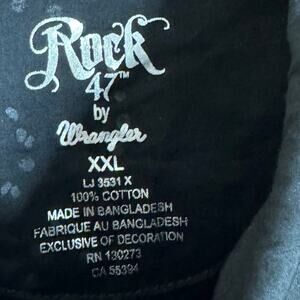 Rock
47™
by
Wrangler
XXL
LJ 3531 X
100% COTTON
MADE IN BANGLADESH
FABRIQUE AU BANGLADESH
EXCLUSIVE OF DECORATION
RN 130273
CA 55394